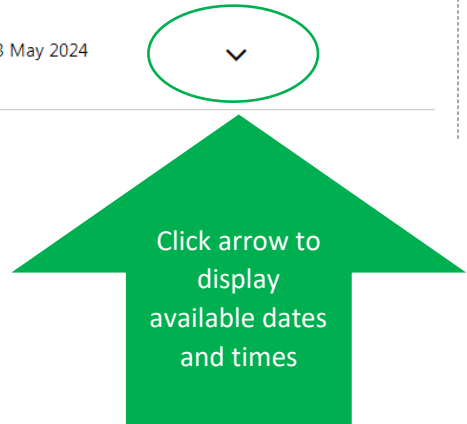 May 2024
Click arrow to
display
available dates
and times